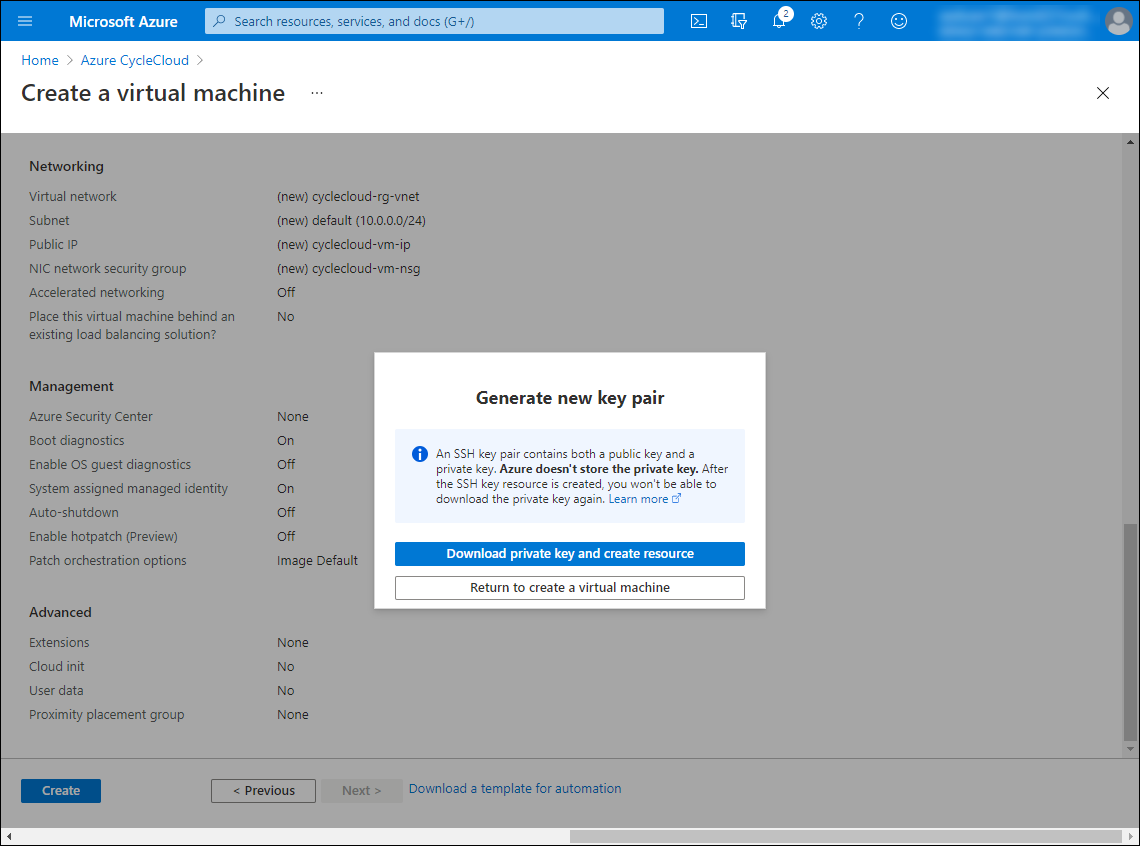 Microsoft Azure
Search resources, services, and docs (G+/)
2
Home > Azure CycleCloud >
Create a virtual machine ...
Networking
Virtual network (new) cyclecloud-rg-vnet
Subnet (new) default (10.0.0.0/24)
Public IP (new) cyclecloud-vm-ip
NIC network security group (new) cyclecloud-vm-nsg
Accelerated networking Off
Place this virtual machine behind an No
existing load balancing solution?
Management
Azure Security Center None
Boot diagnostics On
Enable OS guest diagnostics Off
System assigned managed identity On
Auto-shutdown Off
Enable hotpatch (Preview) Off
Patch orchestration options Image Default
Advanced
Extensions None
Cloud init No
User data No
Proximity placement group None
Generate new key pair
An SSH key pair contains both a public key and a
private key. Azure doesn't store the private key. After
the SSH key resource is created, you won't be able to
download the private key again. Learn more
Download private key and create resource
Return to create a virtual machine
Create < Previous Next > Download a template for automation